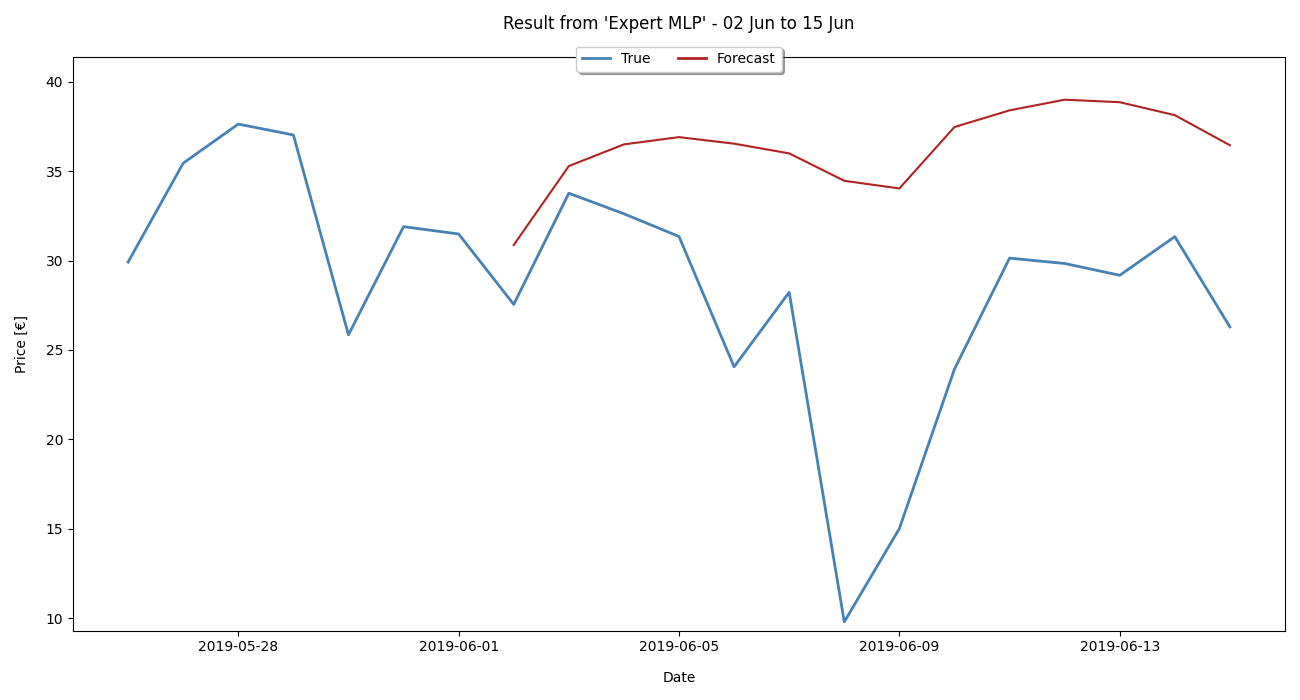 Result from 'Expert MLP' - 02 Jun to 15 Jun
True Forecast
Price [€]
40
35
30
25
20
15
10
2019-05-28 2019-06-01 2019-06-05 2019-06-09 2019-06-13
Date